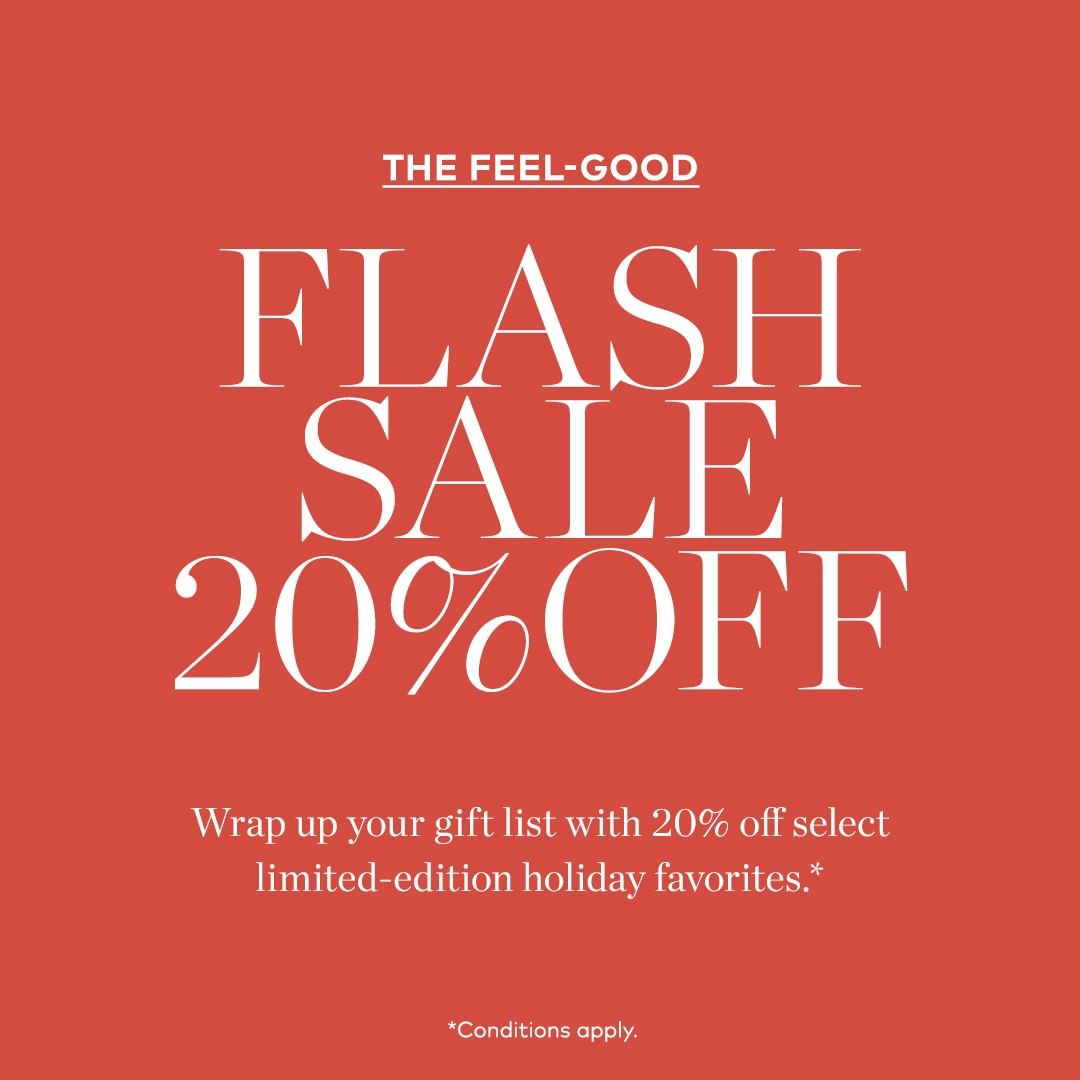 THE FEEL-GOOD
FLASH
SALE
20% OFF
Wrap up your gift list with 20% off select
limited-edition holiday favorites.*
*Conditions apply.